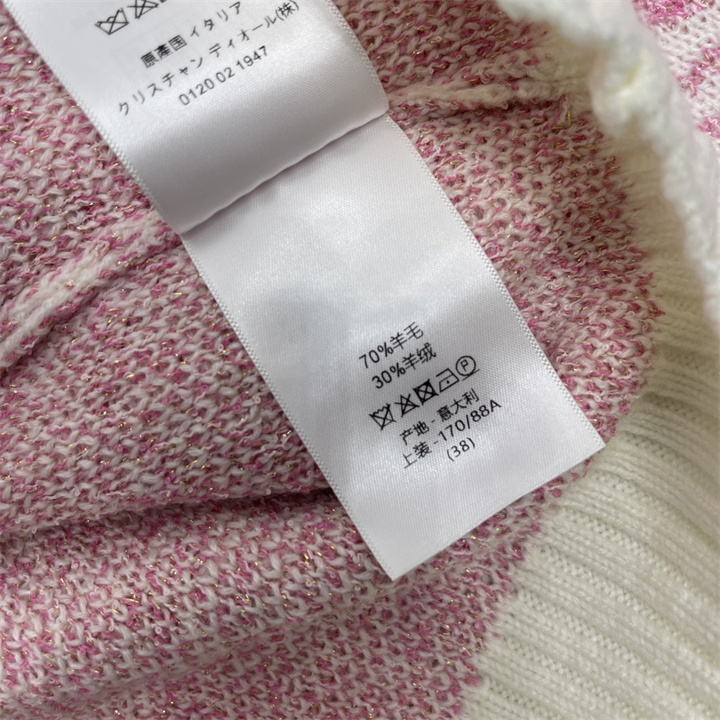 原産国 イタリア
クリスチャン ディオール(株)
0120 02 1947
70%羊毛
30%羊绒
P
产地 - 意大利
上装 -170/88A
(38)